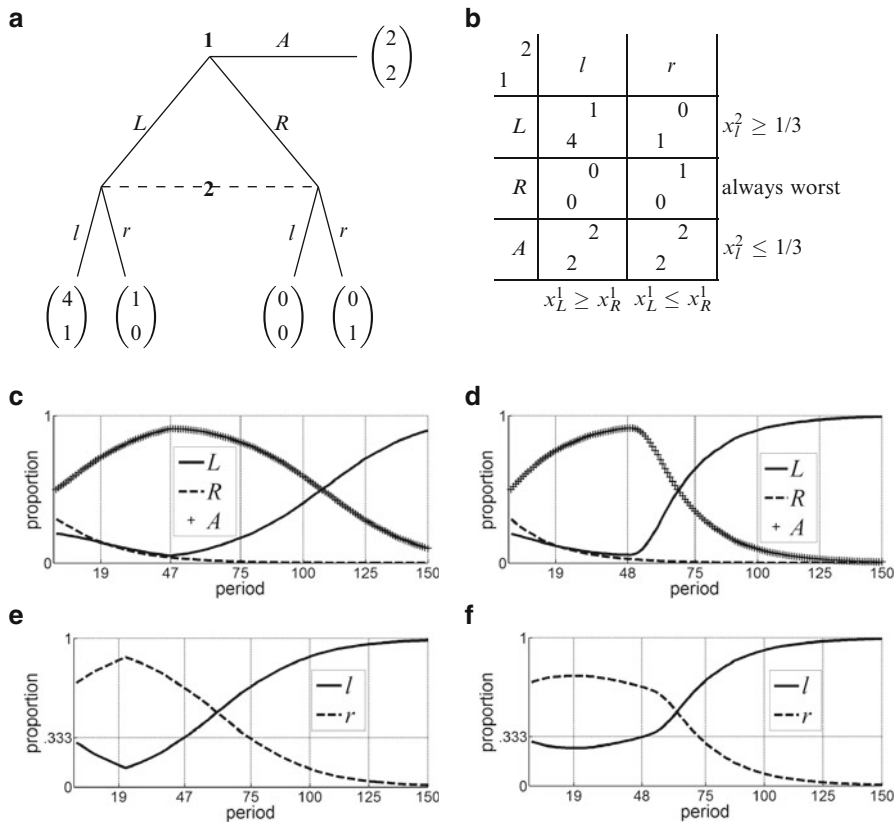 a
1 A (2 2)
L R
2
l r l r
(4 1) (1 0) (0 0) (0 1)
b
2
1 l r
L 1 4 0 1 x_l^2 ≥ 1/3
R 0 0 1 0 always worst
A 2 2 2 2 x_l^2 ≤ 1/3
x_L^1 ≥ x_R^1 x_L^1 ≤ x_R^1
c
1
proportion
L
R
+ A
0
19 47 75 100 125 150
period
d
1
proportion
L
R
+ A
0
19 48 75 100 125 150
period
e
1
proportion
l
r
.333
0
19 47 75 100 125 150
period
f
1
proportion
l
r
.333
0
19 48 75 100 125 150
period